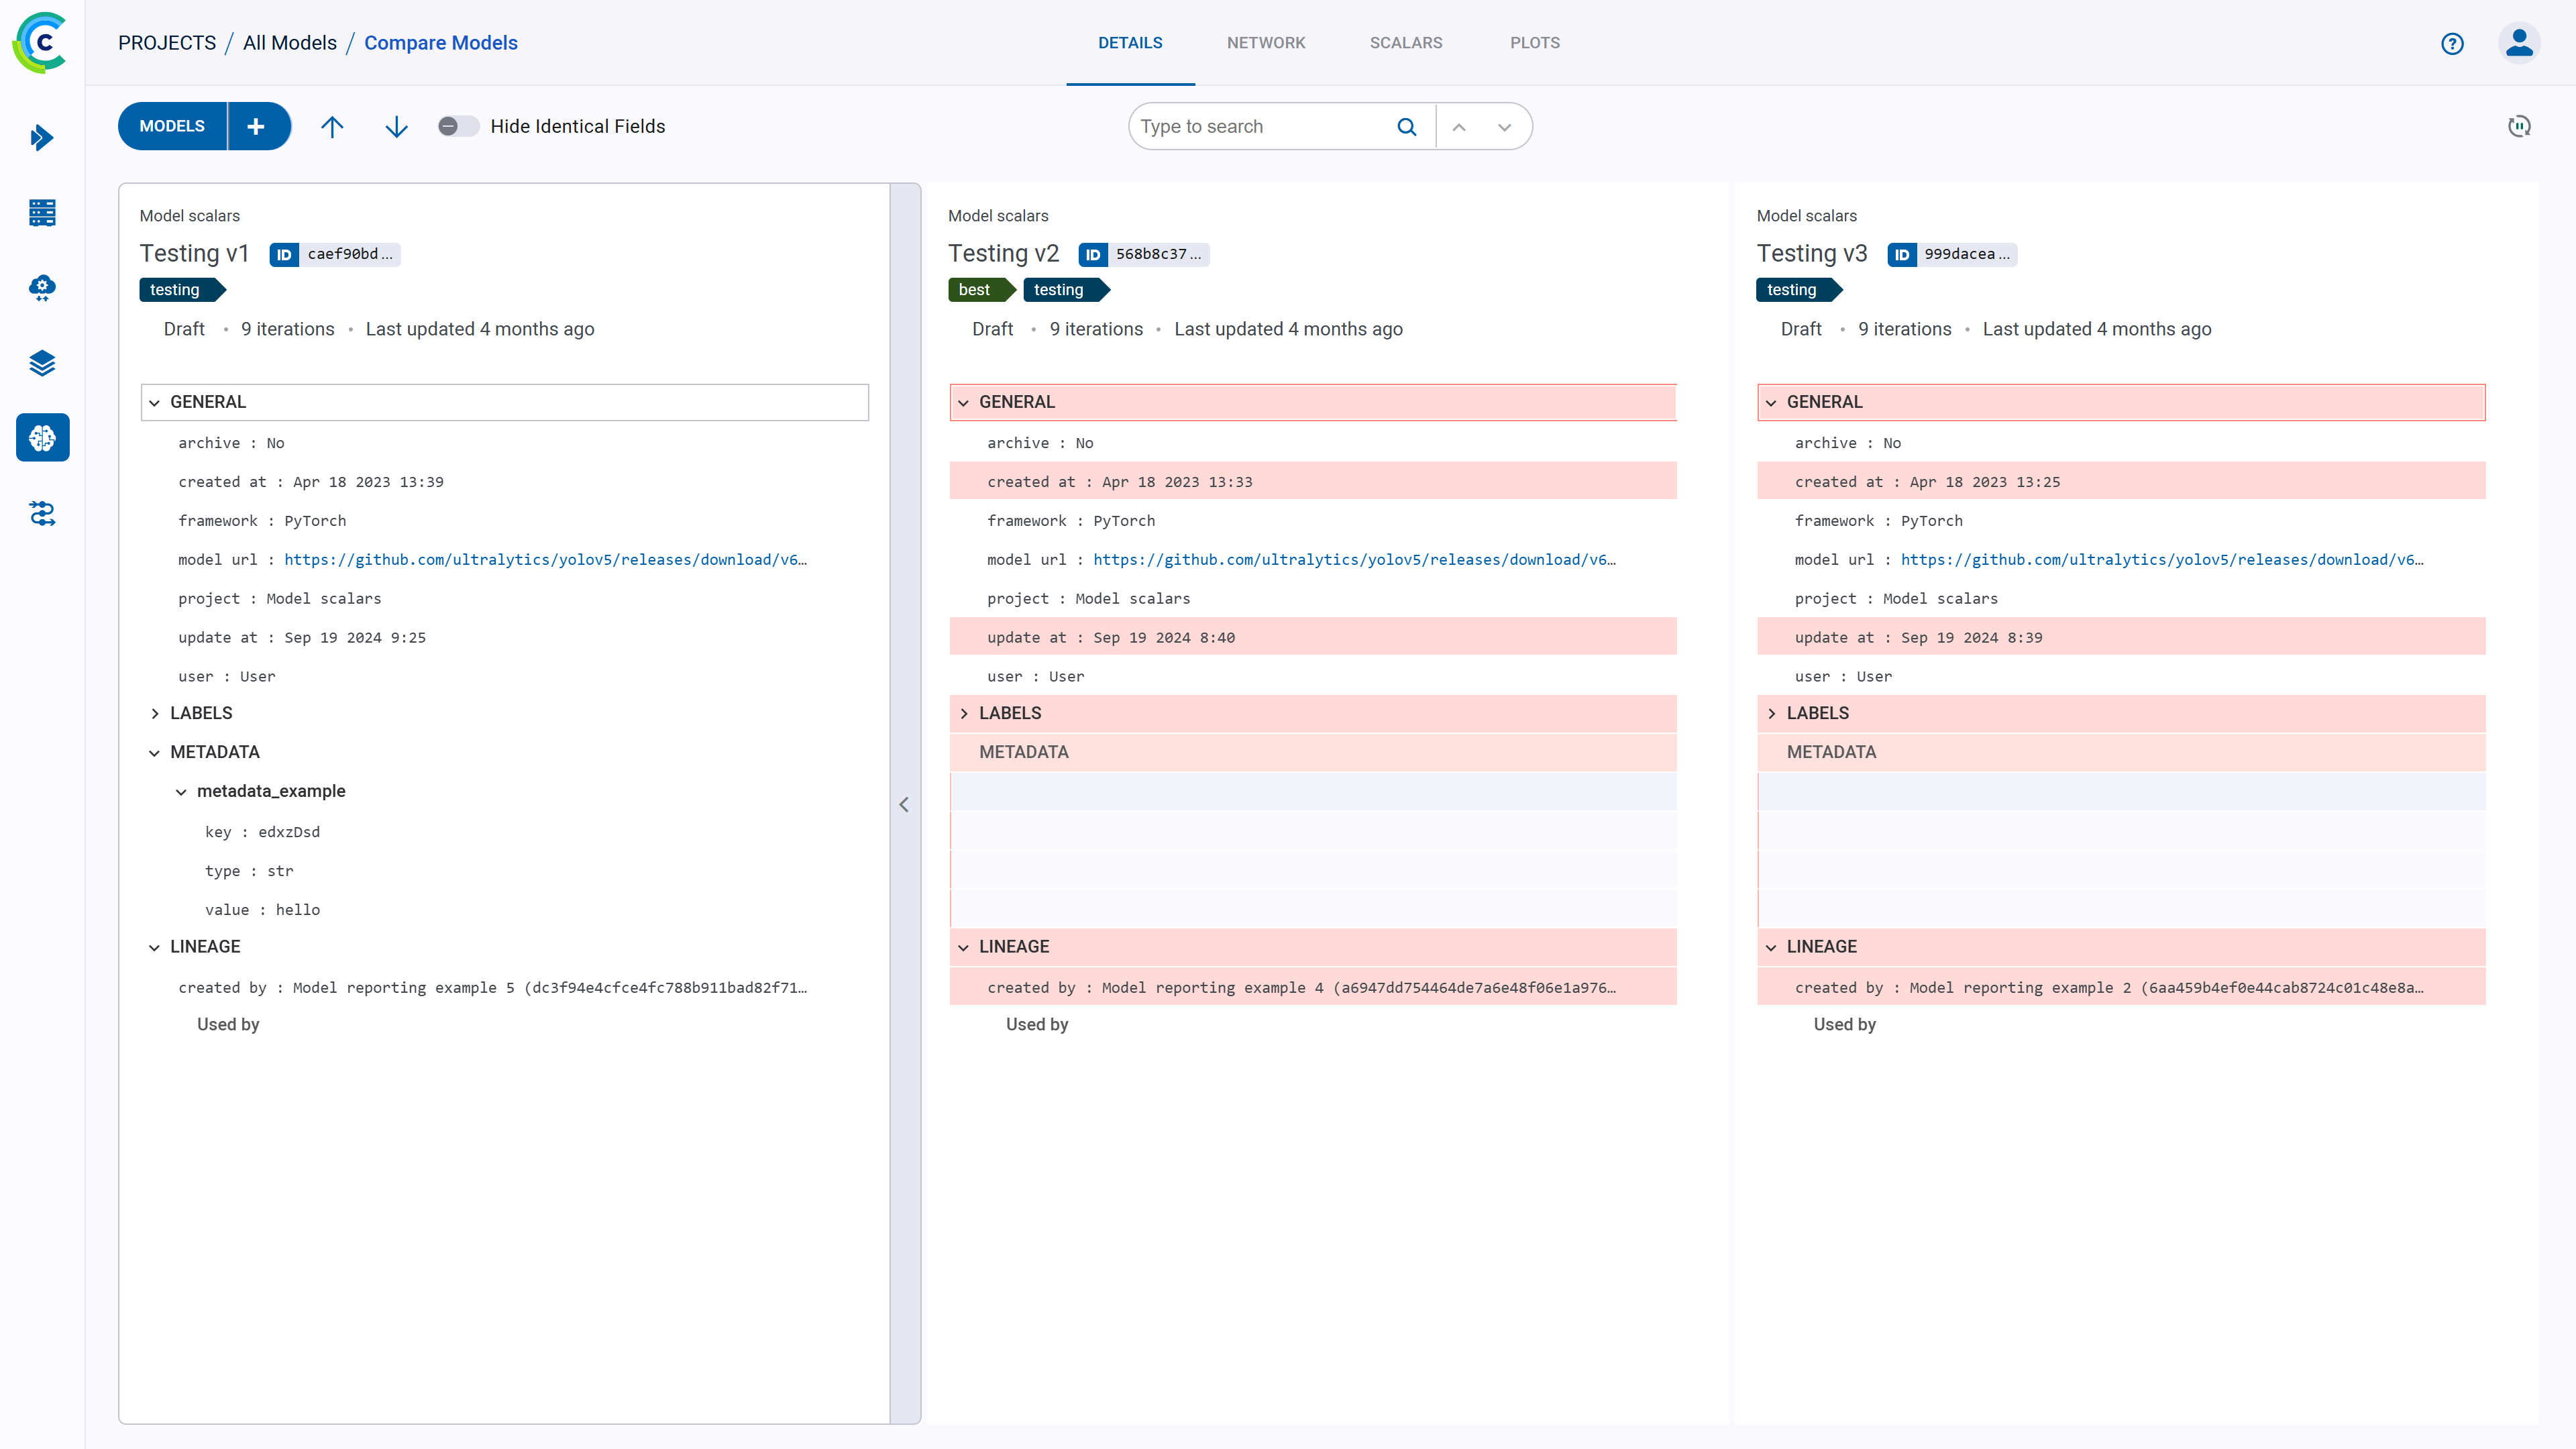 PROJECTS / All Models / Compare Models
DETAILS NETWORK SCALARS PLOTS
MODELS
Hide Identical Fields
Type to search
Model scalars
Testing v1 ID caef90bd...
testing
Draft • 9 iterations • Last updated 4 months ago
GENERAL
archive : No
created at : Apr 18 2023 13:39
framework : PyTorch
model url : https://github.com/ultralytics/yolov5/releases/download/v6…
project : Model scalars
update at : Sep 19 2024 9:25
user : User
LABELS
METADATA
metadata_example
key : edxzDsd
type : str
value : hello
LINEAGE
created by : Model reporting example 5 (dc3f94e4cfce4fc788b911bad82f71…
Used by
Model scalars
Testing v2 ID 568b8c37...
best testing
Draft • 9 iterations • Last updated 4 months ago
GENERAL
archive : No
created at : Apr 18 2023 13:33
framework : PyTorch
model url : https://github.com/ultralytics/yolov5/releases/download/v6…
project : Model scalars
update at : Sep 19 2024 8:40
user : User
LABELS
METADATA
LINEAGE
created by : Model reporting example 4 (a6947dd754464de7a6e48f06e1a976…
Used by
Model scalars
Testing v3 ID 999dacea...
testing
Draft • 9 iterations • Last updated 4 months ago
GENERAL
archive : No
created at : Apr 18 2023 13:25
framework : PyTorch
model url : https://github.com/ultralytics/yolov5/releases/download/v6…
project : Model scalars
update at : Sep 19 2024 8:39
user : User
LABELS
METADATA
LINEAGE
created by : Model reporting example 2 (6aa459b4ef0e44cab8724c01c48e8a…
Used by